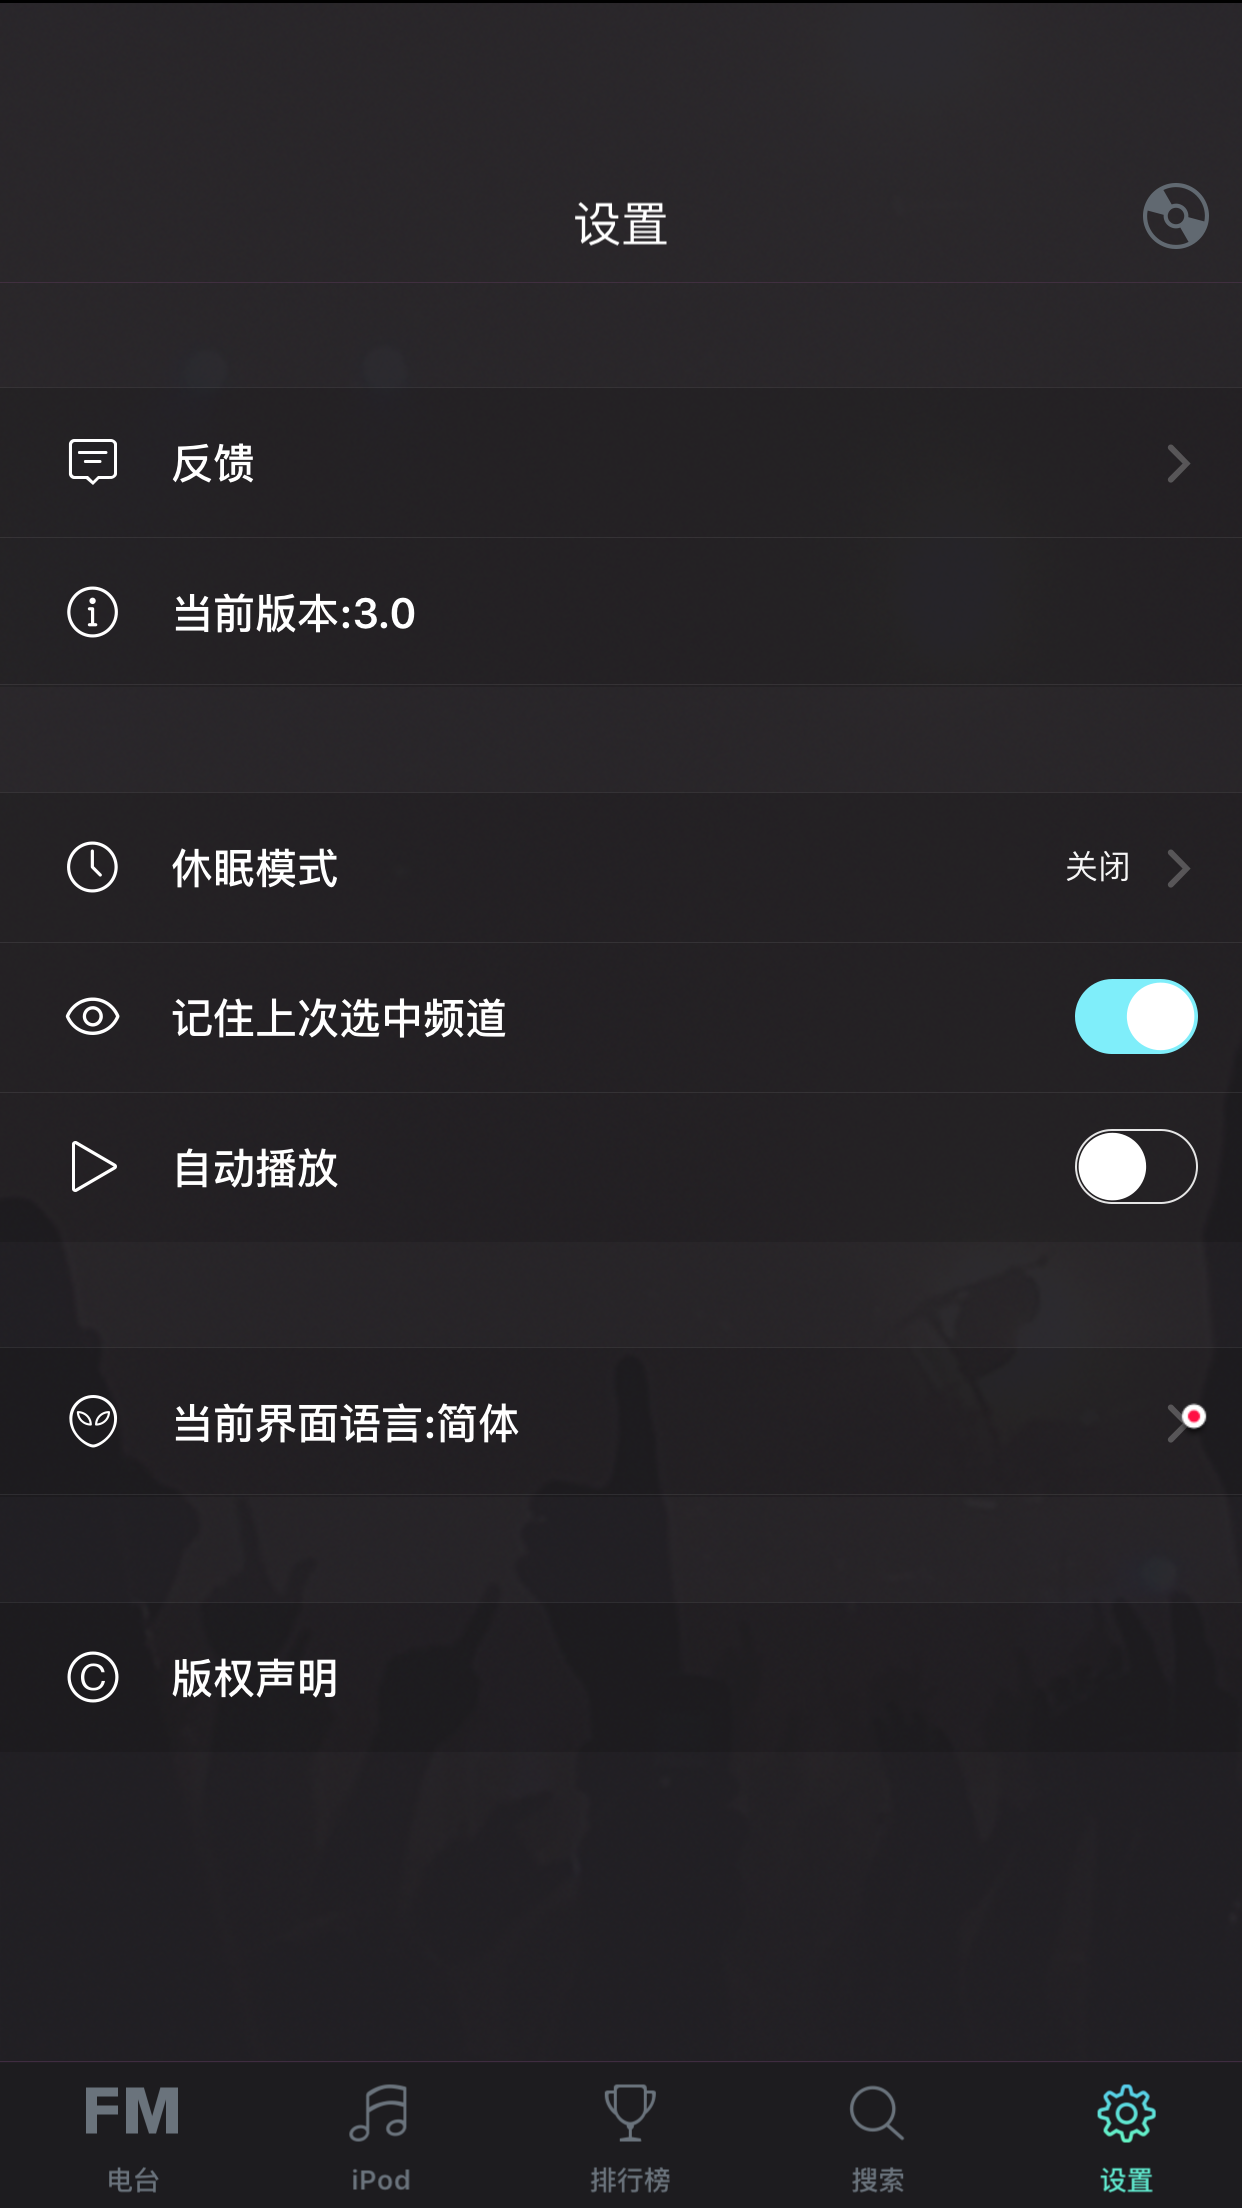 设置
反馈
当前版本:3.0
休眠模式
关闭
记住上次选中频道
自动播放
当前界面语言:简体
版权声明
FM
电台
iPod
排行榜
搜索
设置